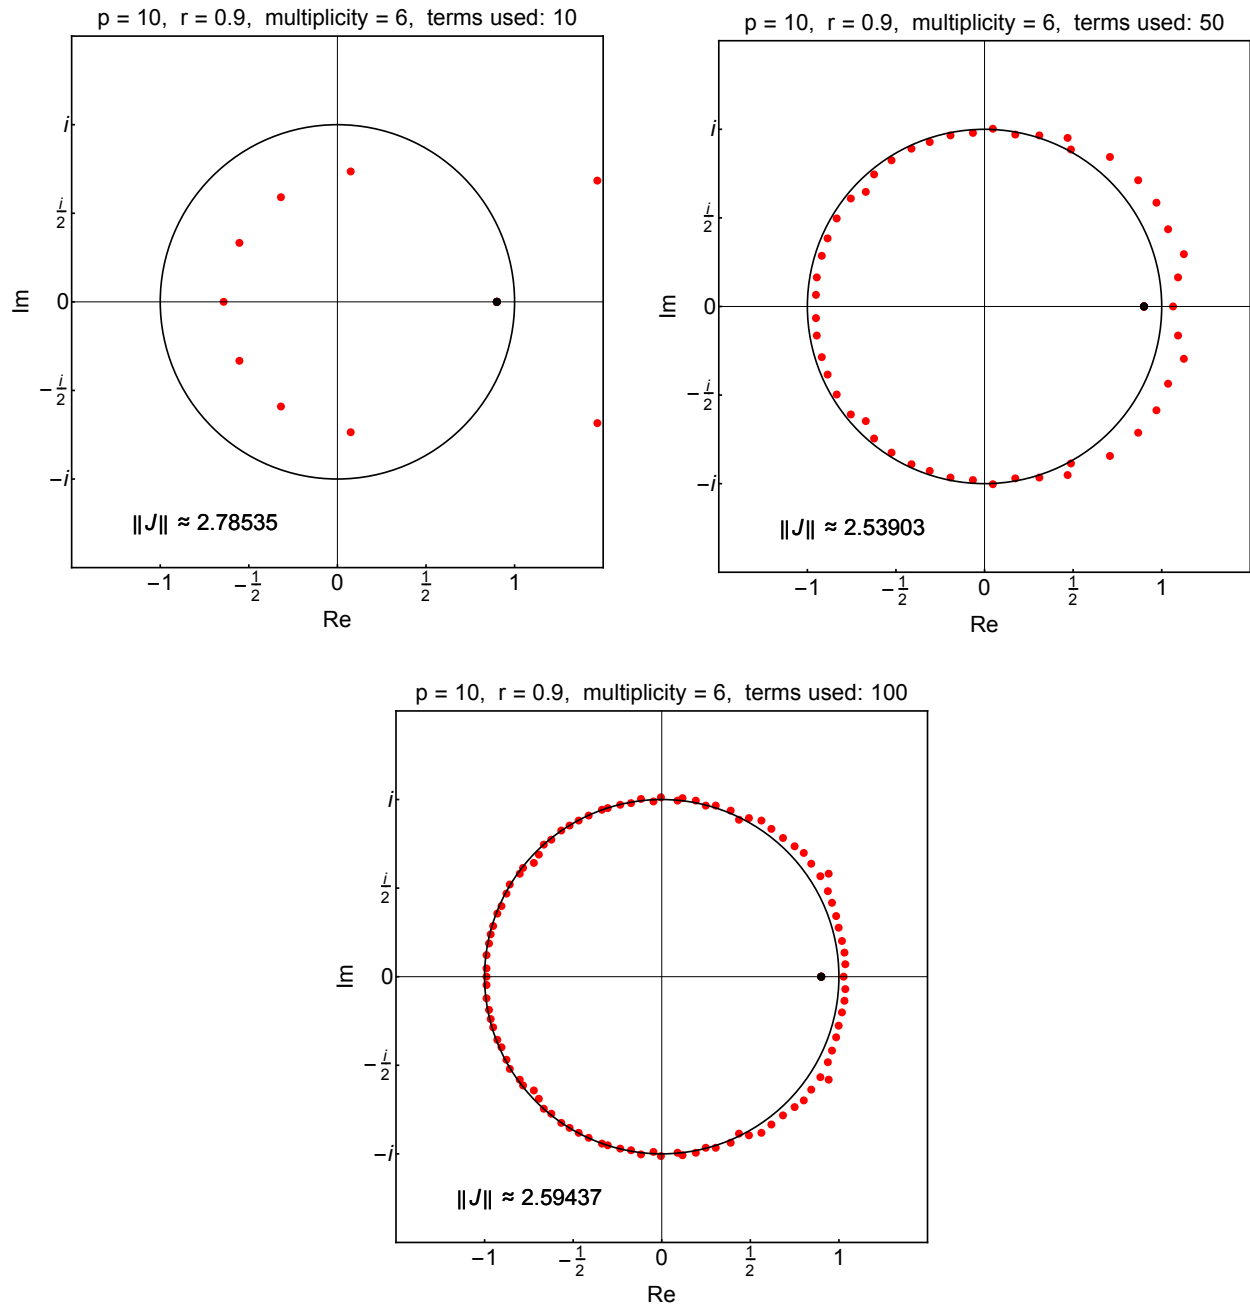 p = 10, r = 0.9, multiplicity = 6, terms used: 10
i
i/2
0
−i/2
−i
Im
‖J‖ ≈ 2.78535
−1 −1/2 0 1/2 1
Re
p = 10, r = 0.9, multiplicity = 6, terms used: 50
i
i/2
0
−i/2
−i
Im
‖J‖ ≈ 2.53903
−1 −1/2 0 1/2 1
Re
p = 10, r = 0.9, multiplicity = 6, terms used: 100
i
i/2
0
−i/2
−i
Im
‖J‖ ≈ 2.59437
−1 −1/2 0 1/2 1
Re